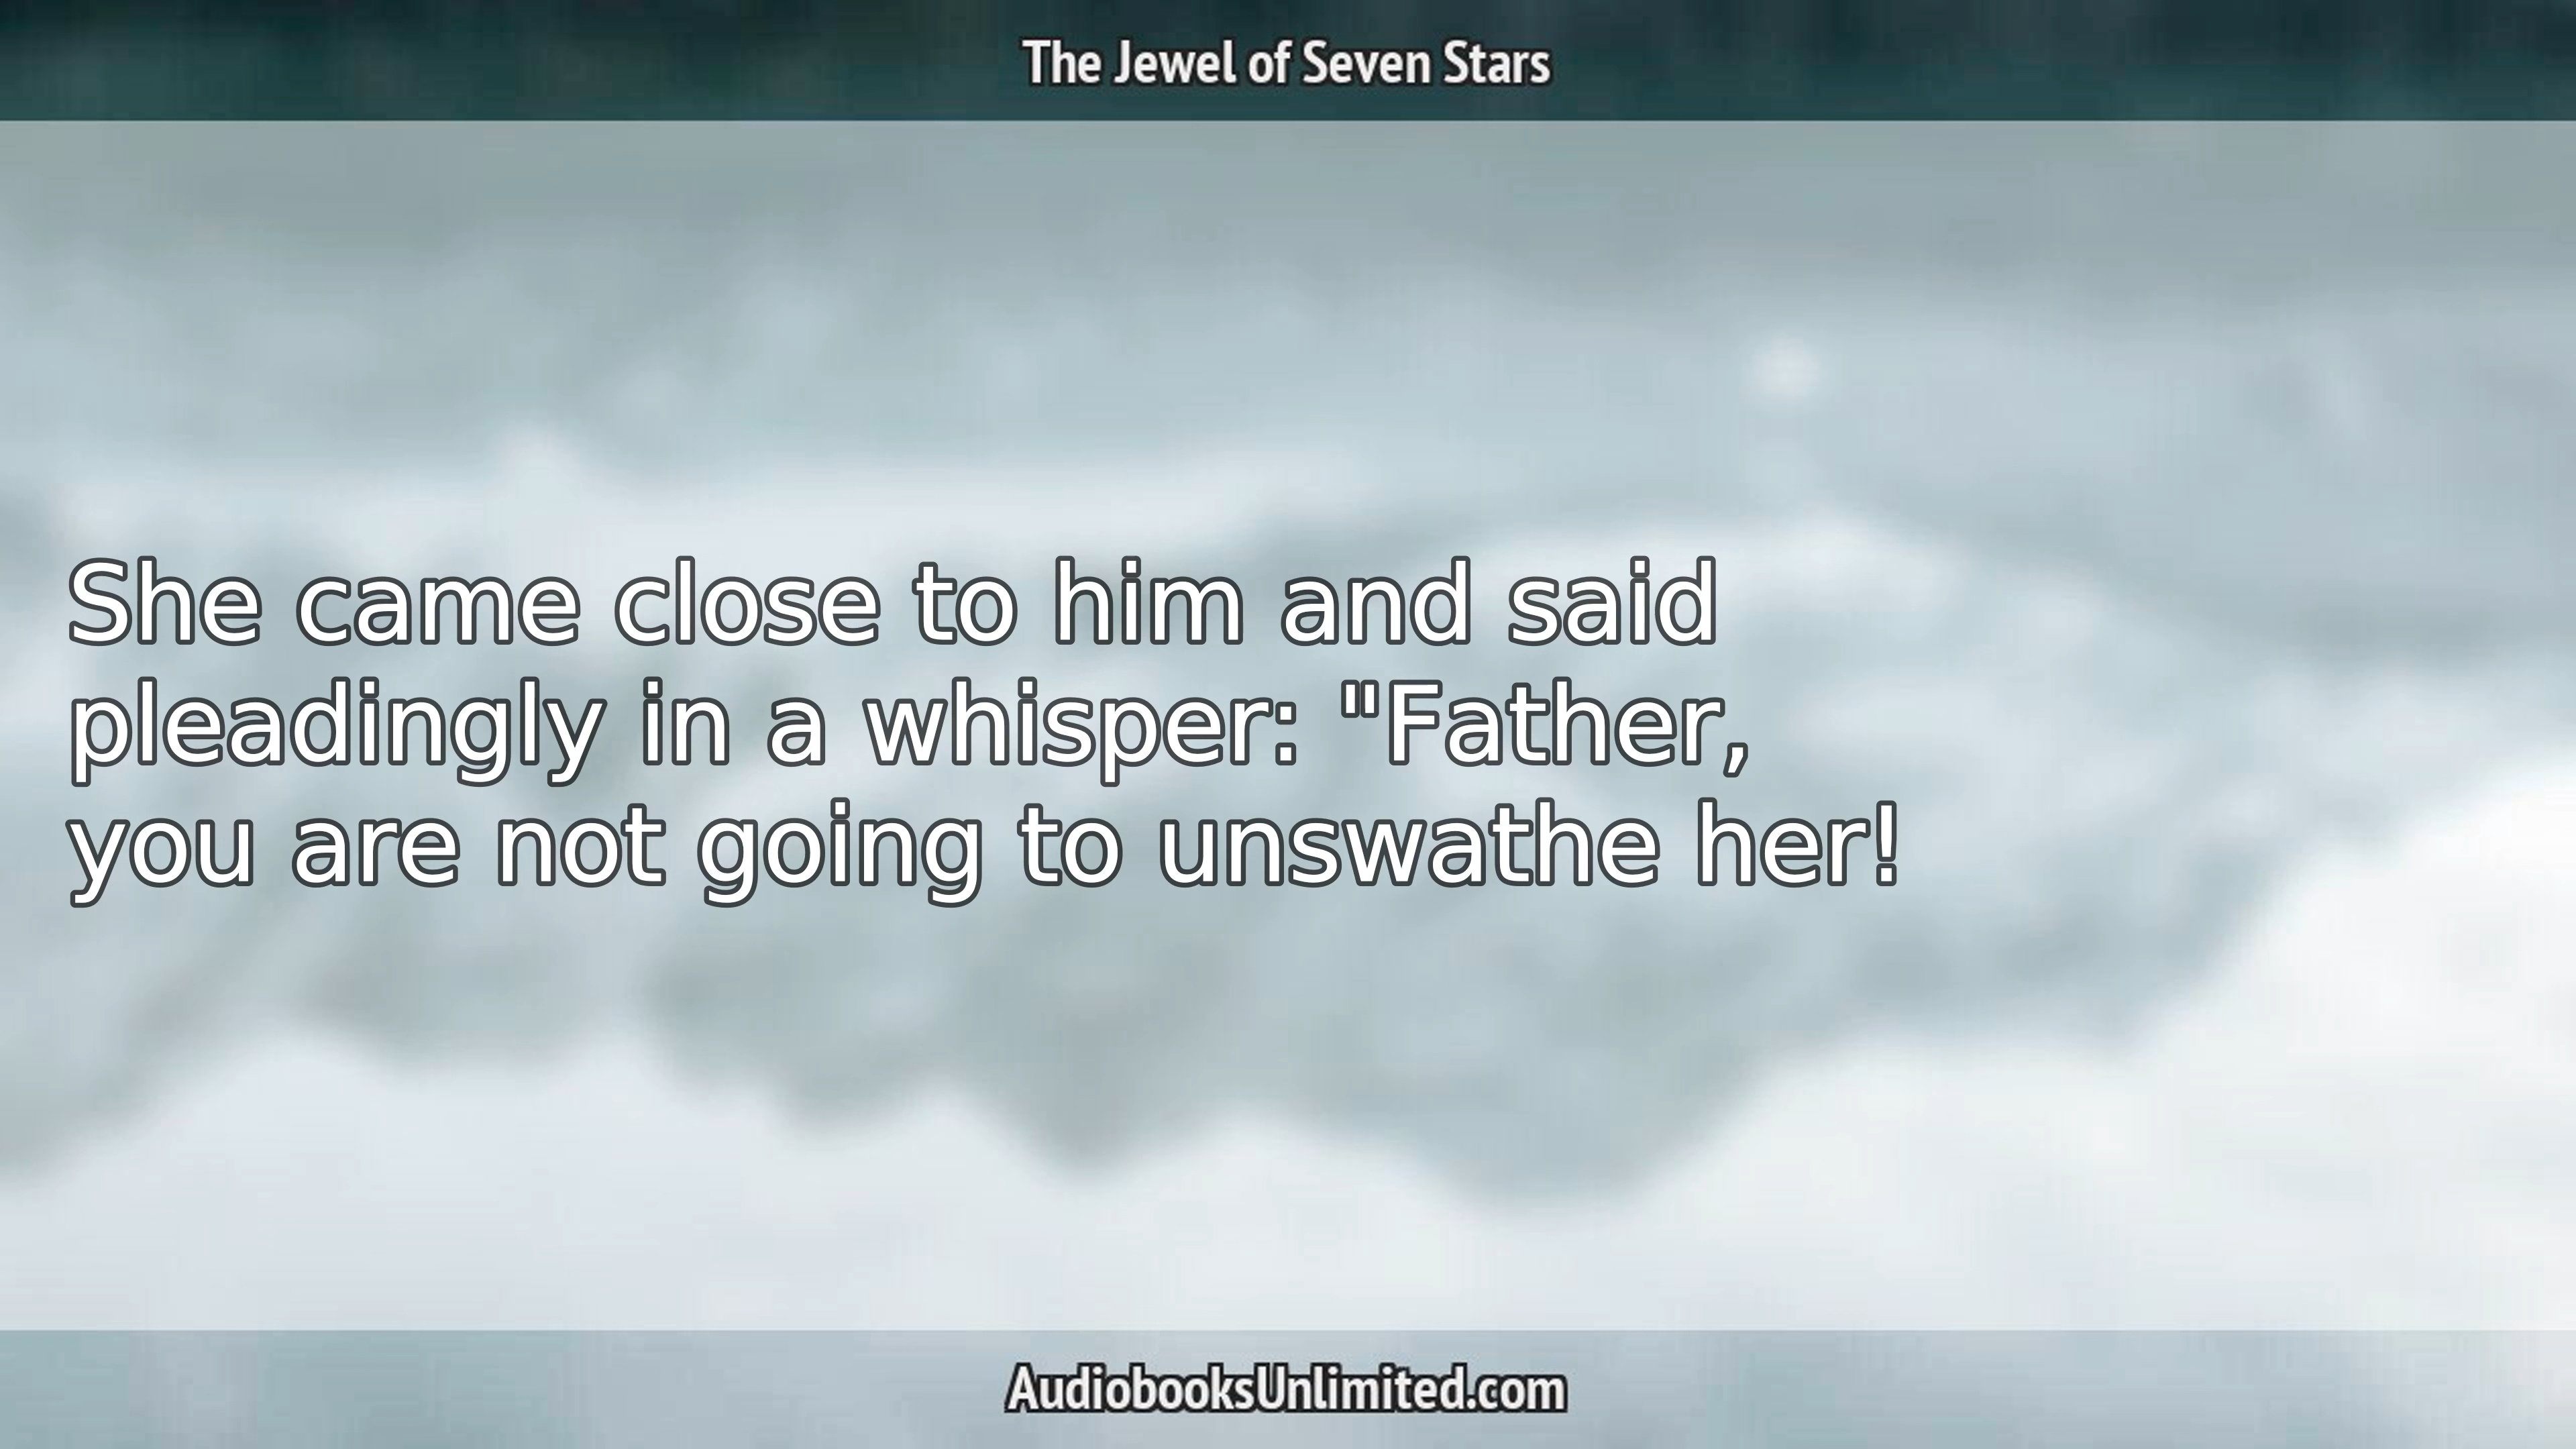 The Jewel of Seven Stars
She came close to him and said
pleadingly in a whisper: "Father,
you are not going to unswathe her!
AudiobooksUnlimited.com